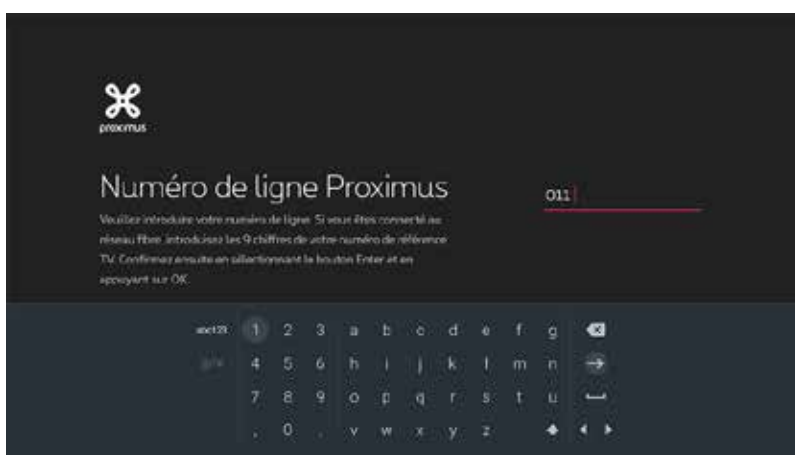 proximus
Numéro de ligne Proximus
011
Veuillez introduire votre numéro de ligne. Si vous êtes connecté au
réseau fibre, introduisez les 9 chiffres de votre numéro de référence
TV. Confirmez ensuite en sélectionnant le bouton Enter et en
appuyant sur OK.
abc123 1 2 3 a b c d e f g
4 5 6 h i j k l m n
7 8 9 o p q r s t u
, 0 . v w x y z